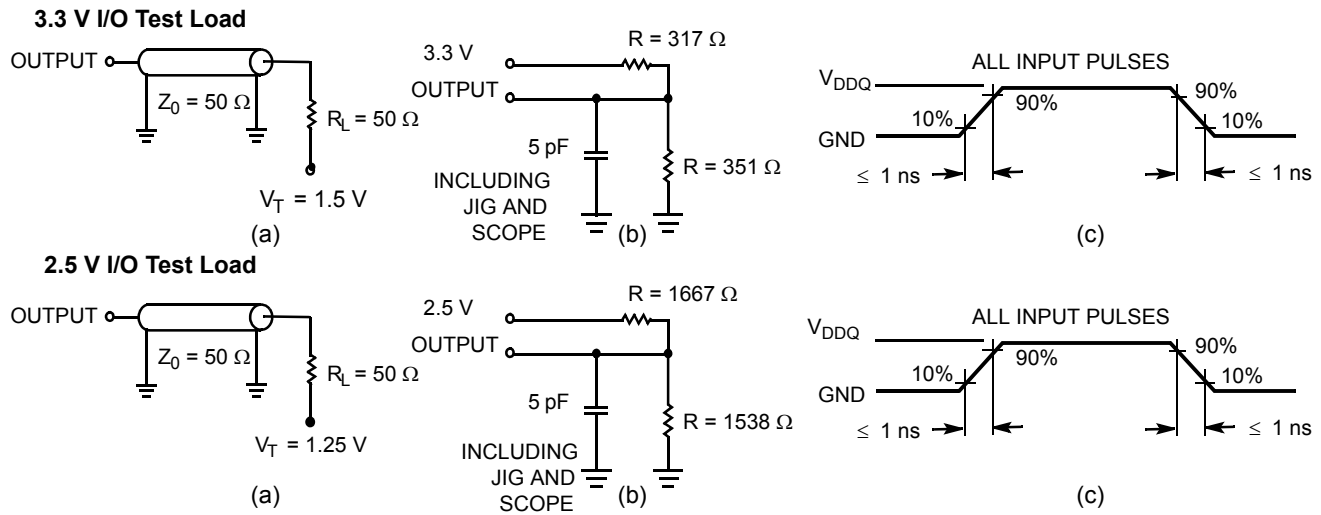 3.3 V I/O Test Load
OUTPUT
Z0 = 50 Ω
RL = 50 Ω
VT = 1.5 V
(a)
3.3 V
OUTPUT
R = 317 Ω
5 pF
INCLUDING
JIG AND
SCOPE
R = 351 Ω
(b)
ALL INPUT PULSES
VDDQ
GND
10%
90%
90%
10%
≤ 1 ns
≤ 1 ns
(c)
2.5 V I/O Test Load
OUTPUT
Z0 = 50 Ω
RL = 50 Ω
VT = 1.25 V
(a)
2.5 V
OUTPUT
R = 1667 Ω
5 pF
INCLUDING
JIG AND
SCOPE
R = 1538 Ω
(b)
ALL INPUT PULSES
VDDQ
GND
10%
90%
90%
10%
≤ 1 ns
≤ 1 ns
(c)